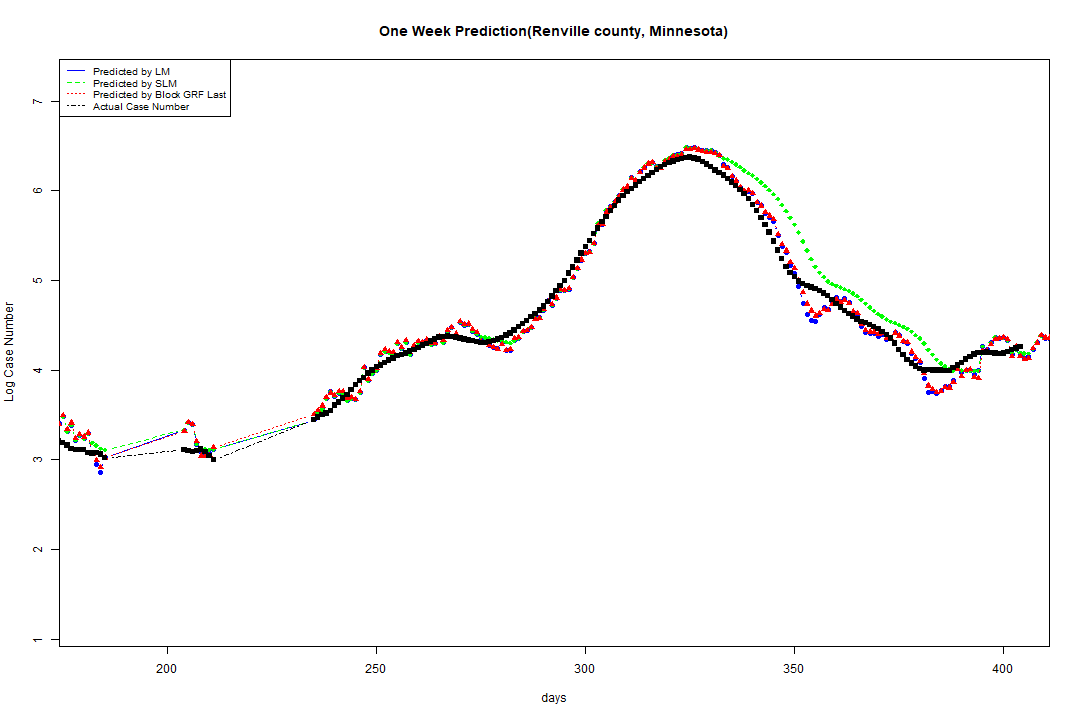 One Week Prediction(Renville county, Minnesota)
Predicted by LM
Predicted by SLM
Predicted by Block GRF Last
Actual Case Number
7
6
5
4
3
2
1
Log Case Number
200 250 300 350 400
days